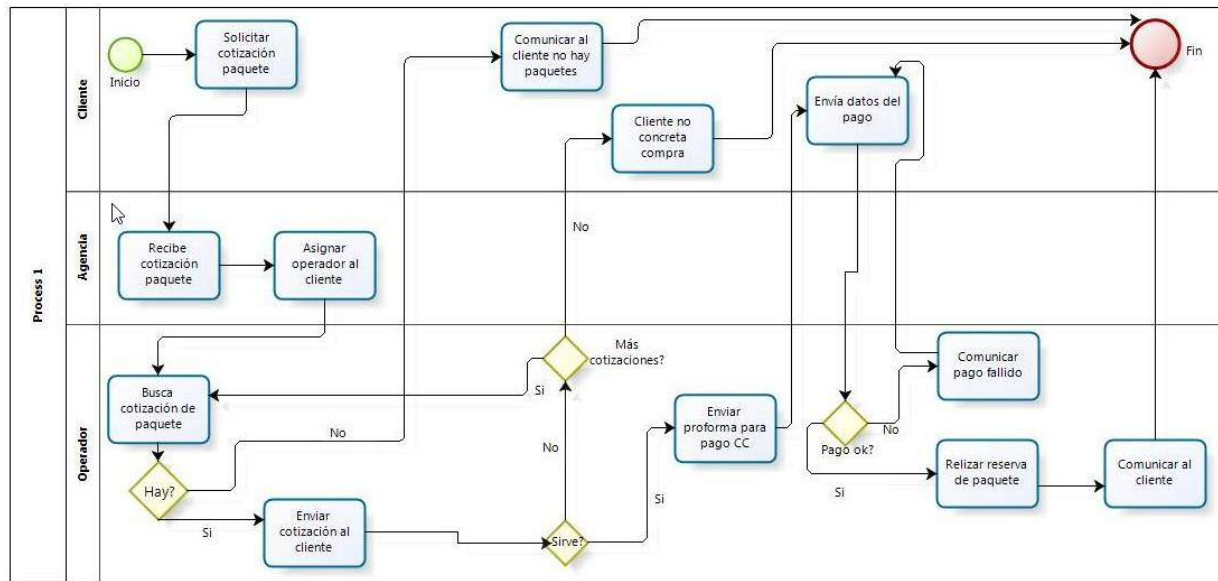 Process 1
Cliente
Inicio
Solicitar
cotización
paquete
Comunicar al
cliente no hay
paquetes
Cliente no
concreta
compra
Envía datos del
pago
Fin
Agencia
Recibe
cotización
paquete
Asignar
operador al
cliente
No
Operador
Busca
cotización de
paquete
Hay?
No
Si
Enviar
cotización al
cliente
Más
cotizaciones?
Si
No
Sirve?
Si
Enviar
proforma para
pago CC
Pago ok?
No
Si
Comunicar
pago fallido
Relizar reserva
de paquete
Comunicar al
cliente